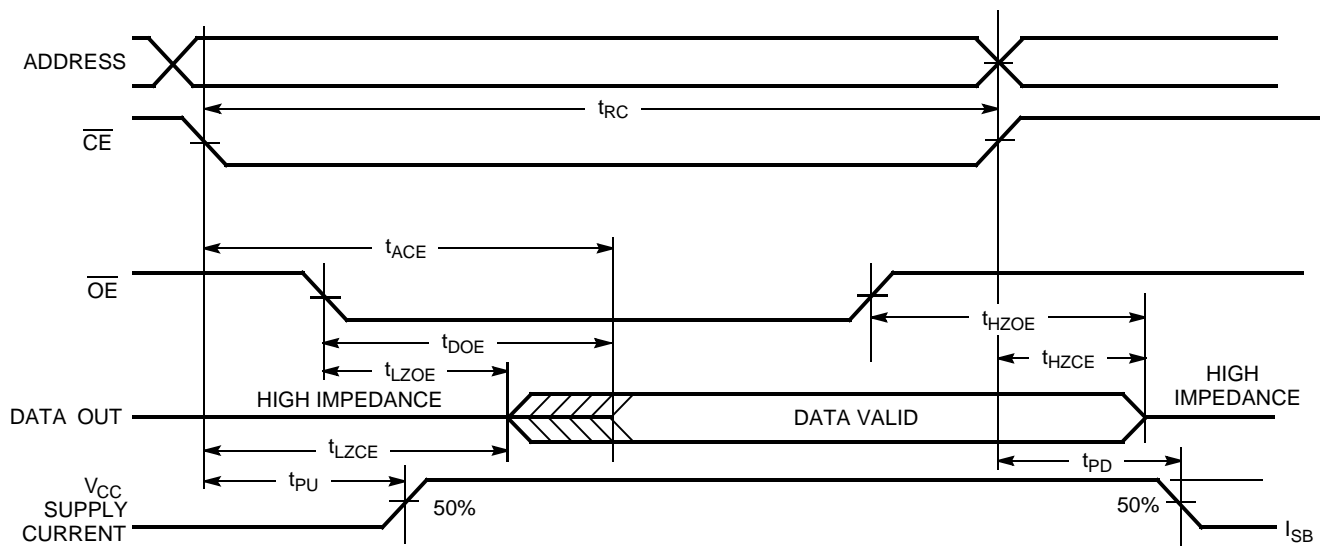 ADDRESS
tRC
CE
tACE
OE
tHZOE
tDOE
tHZCE
tLZOE
HIGH IMPEDANCE
HIGH
IMPEDANCE
DATA OUT
DATA VALID
tLZCE
tPD
tPU
VCC
SUPPLY
CURRENT
50%
50%
ISB